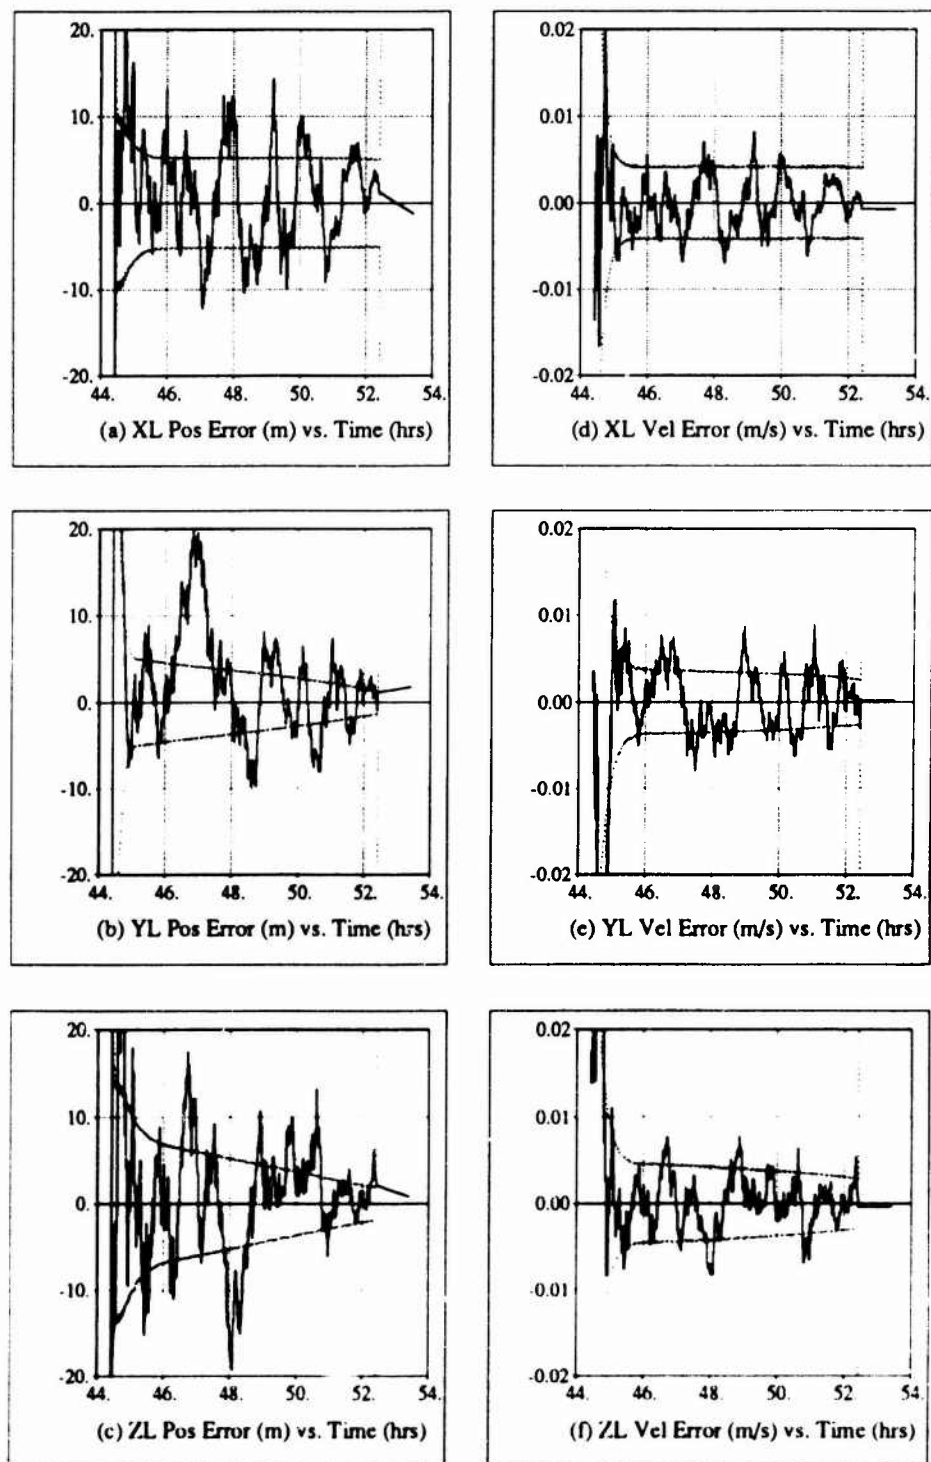 20.
10.
0.
-10.
-20.
44. 46. 48. 50. 52. 54.
(a) XL Pos Error (m) vs. Time (hrs)
0.02
0.01
0.00
-0.01
-0.02
44. 46. 48. 50. 52. 54.
(d) XL Vel Error (m/s) vs. Time (hrs)
20.
10.
0.
-10.
-20.
44. 46. 48. 50. 52. 54.
(b) YL Pos Error (m) vs. Time (hrs)
0.02
0.01
0.00
-0.01
-0.02
44. 46. 48. 50. 52. 54.
(e) YL Vel Error (m/s) vs. Time (hrs)
20.
10.
0.
-10.
-20.
44. 46. 48. 50. 52. 54.
(c) ZL Pos Error (m) vs. Time (hrs)
0.02
0.01
0.00
-0.01
-0.02
44. 46. 48. 50. 52. 54.
(f) ZL Vel Error (m/s) vs. Time (hrs)